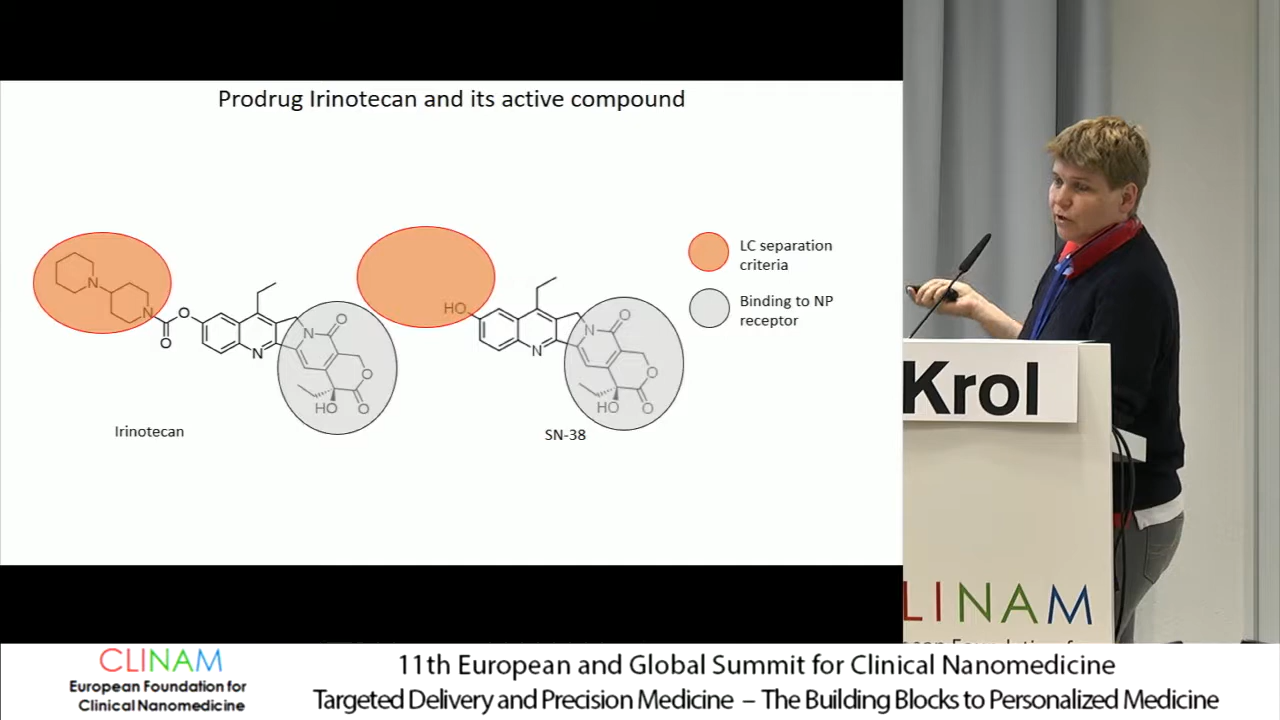 Prodrug Irinotecan and its active compound
N
N
O
O
N
N
O
O
O
HO
Irinotecan
HO
N
N
O
O
O
HO
SN-38
LC separation
criteria
Binding to NP
receptor
Krol
CLINAM
CLINAM
European Foundation for
Clinical Nanomedicine
11th European and Global Summit for Clinical Nanomedicine
Targeted Delivery and Precision Medicine – The Building Blocks to Personalized Medicine